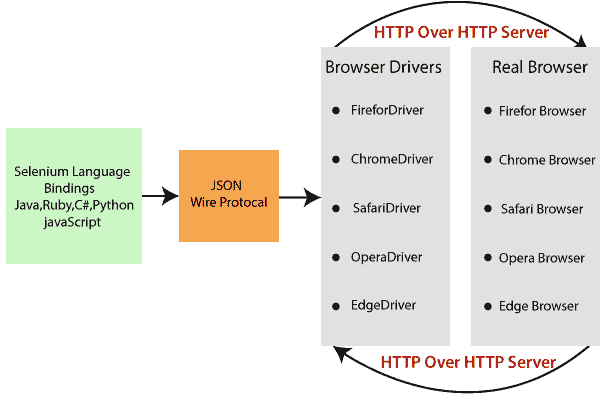 HTTP Over HTTP Server
Browser Drivers
FireforDriver
ChromeDriver
SafariDriver
OperaDriver
EdgeDriver
Real Browser
Firefor Browser
Chrome Browser
Safari Browser
Opera Browser
Edge Browser
Selenium Language
Bindings
Java,Ruby,C#,Python
javaScript
JSON
Wire Protocal
HTTP Over HTTP Server